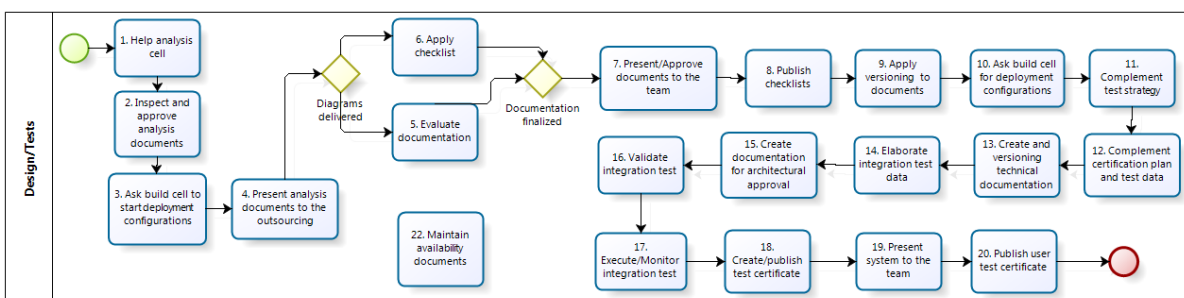 Design/Tests
1. Help analysis
cell
2. Inspect and
approve analysis
documents
3. Ask build cell to
start deployment
configurations
4. Present analysis
documents to the
outsourcing
Diagrams
delivered
6. Apply
checklist
5. Evaluate
documentation
Documentation
finalized
7. Present/Approve
documents to the
team
8. Publish
checklists
9. Apply
versioning to
documents
10. Ask build cell
for deployment
configurations
11.
Complement
test strategy
12. Complement
certification plan
and test data
13. Create and
versioning
technical
documentation
14. Elaborate
integration test
data
15. Create
documentation
for architectural
approval
16. Validate
integration test
17.
Execute/Monitor
integration test
18.
Create/publish
test certificate
19. Present
system to the
team
20. Publish user
test certificate
22. Maintain
availability
documents